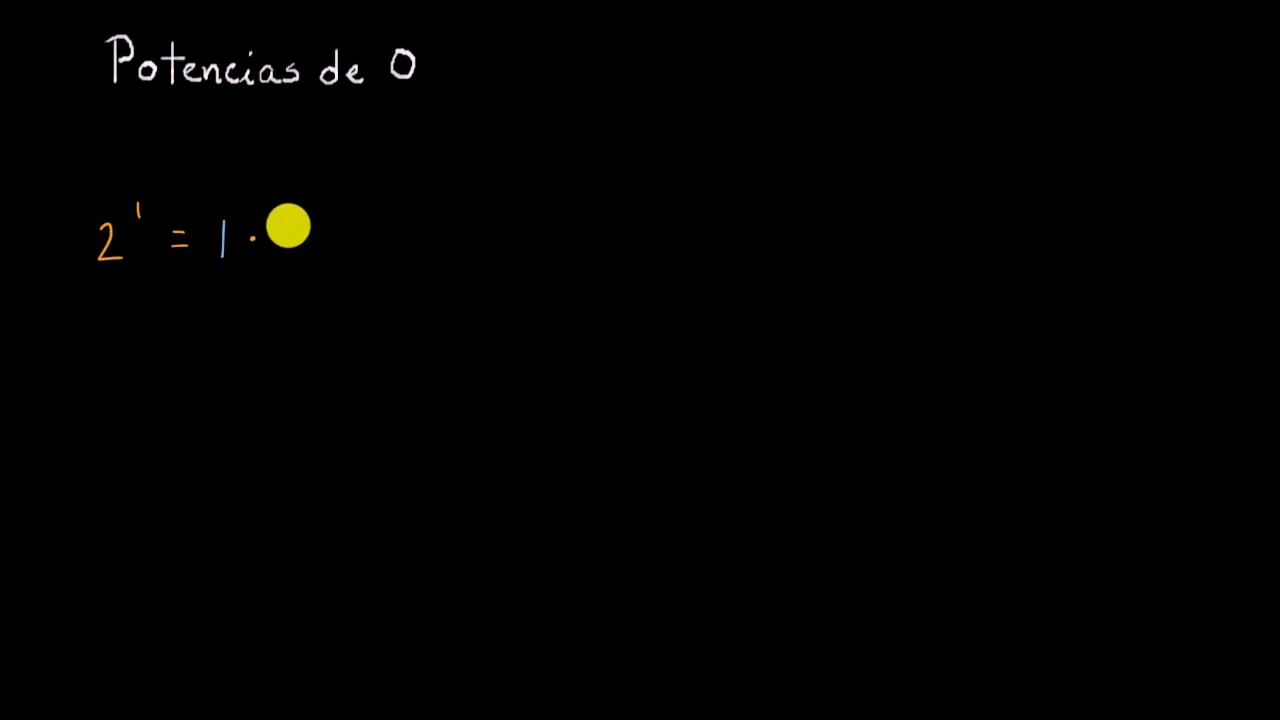 Potencias de 0
2¹ = 1 ·